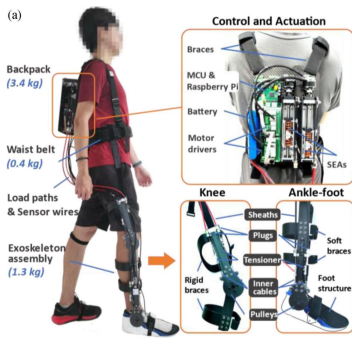 (a)
Backpack
(3.4 kg)
Waist belt
(0.4 kg)
Load paths
& Sensor wires
Exoskeleton
assembly
(1.3 kg)
Control and Actuation
Braces
MCU &
Raspberry Pi
Battery
Motor
drivers
SEAs
Knee
Ankle-foot
Sheaths
Plugs
Tensioner
Inner
cables
Pulleys
Rigid
braces
Soft
braces
Foot
structure